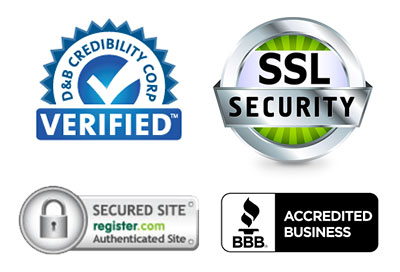 D&B CREDIBILITY CORP
VERIFIED™
SSL
SECURITY
SECURED SITE
register.com
Authenticated Site
BBB.
ACCREDITED
BUSINESS